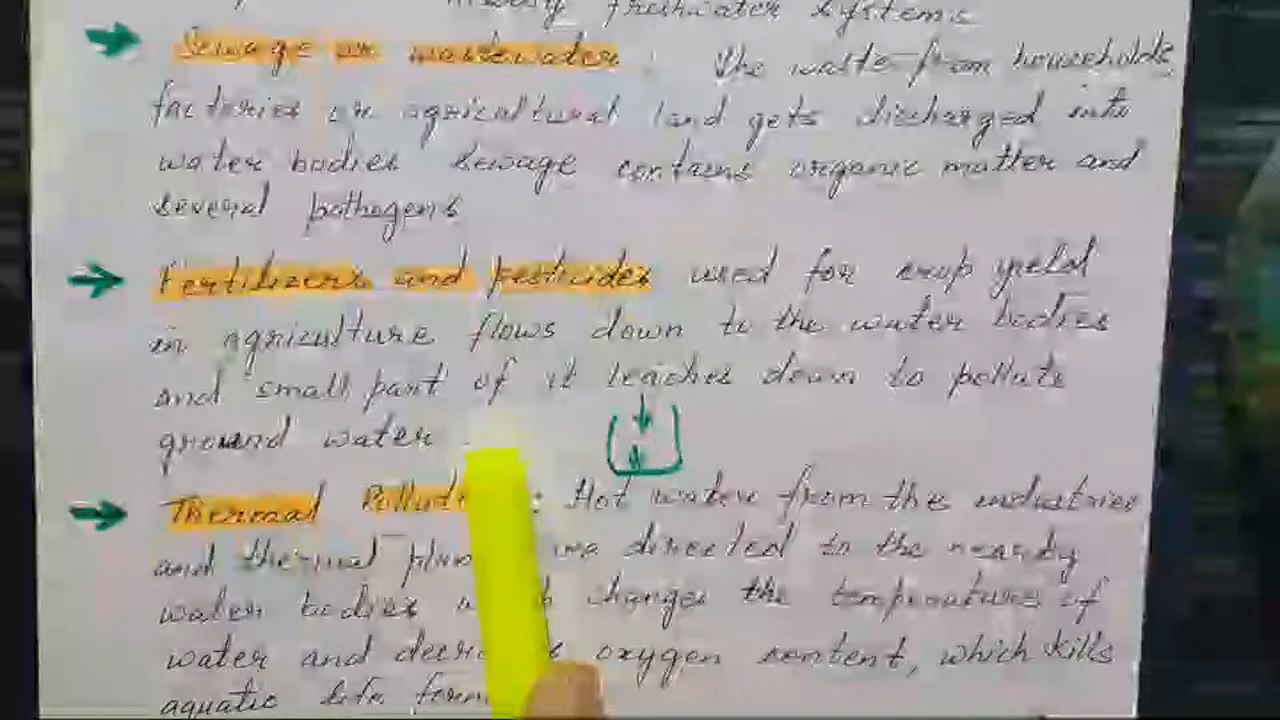 freshwater systems
Sewage or wastewater : The waste from households,
factories or agricultural land gets discharged into
water bodies Sewage contains organic matter and
several pathogens
Fertilizers and pesticides used for crop yield
in agriculture flows down to the water bodies
and small part of it leaches down to pollute
ground water
Thermal : Hot water from the industries
and thermal directed to the nearby
water bodies changes the temperature of
water and oxygen content, which kills
aquatic life